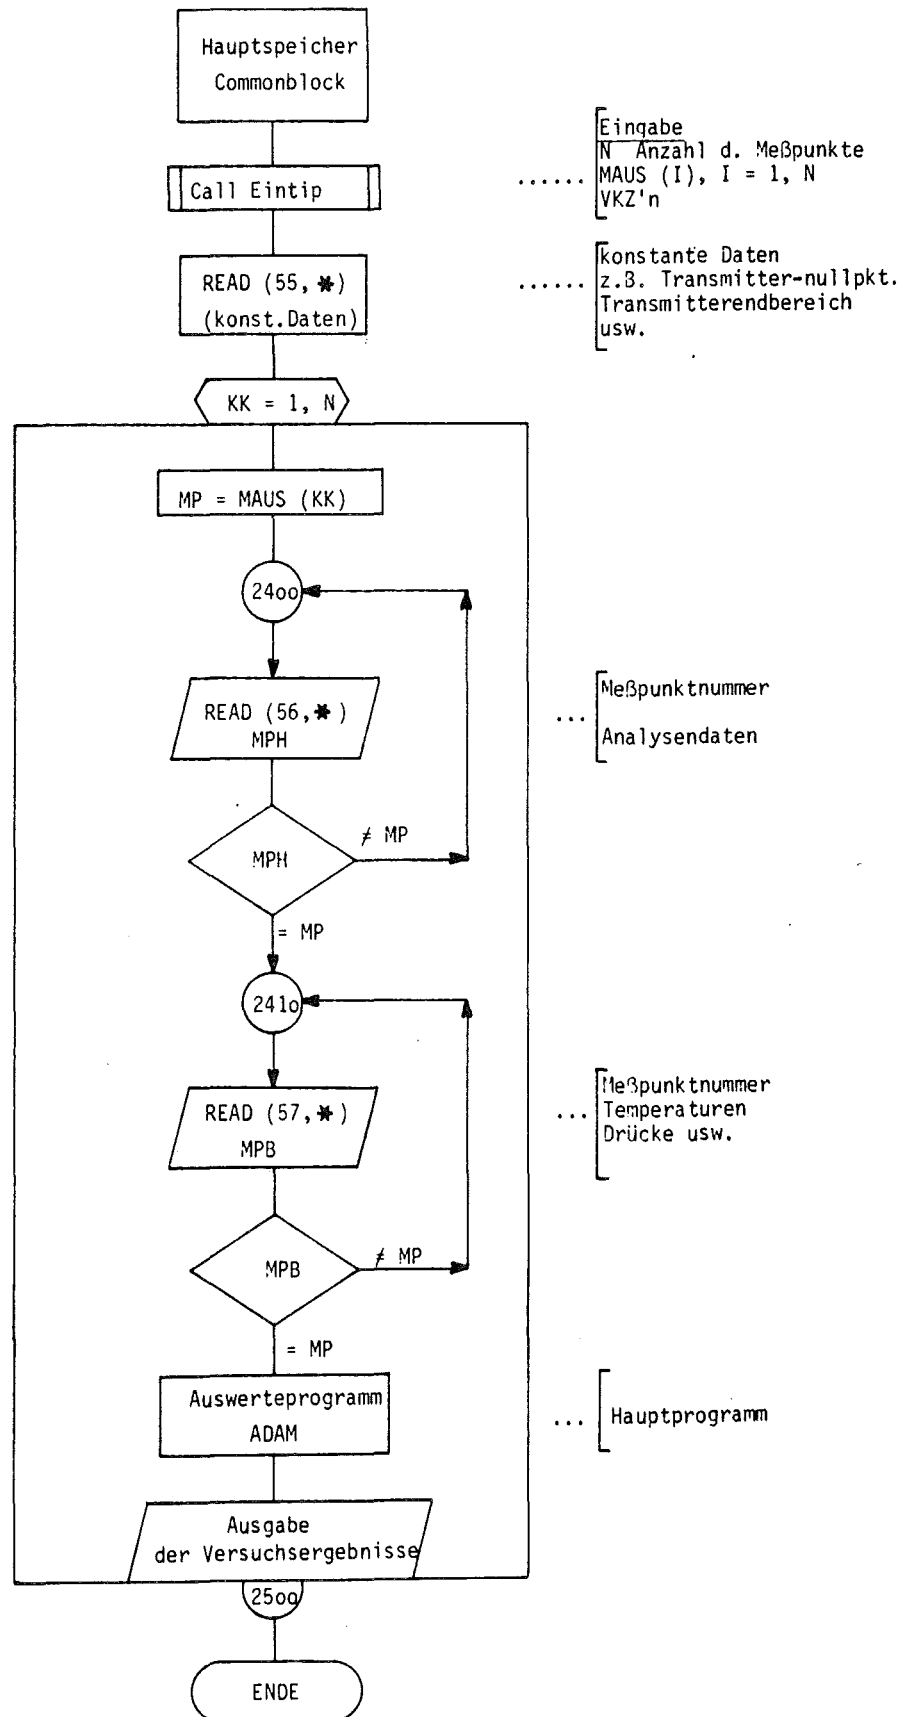 Hauptspeicher
Commonblock
Call Eintip
...... Eingabe
N Anzahl d. Meßpunkte
MAUS (I), I = 1, N
VKZ'n
READ (55,*)
(konst.Daten)
...... konstante Daten
z.B. Transmitter-nullpkt.
Transmitterendbereich
usw.
KK = 1, N
MP = MAUS (KK)
24oo
READ (56,*)
MPH
... Meßpunktnummer
Analysendaten
MPH
≠ MP
= MP
241o
READ (57,*)
MPB
... Meßpunktnummer
Temperaturen
Drücke usw.
MPB
≠ MP
= MP
Auswerteprogramm
ADAM
... Hauptprogramm
Ausgabe
der Versuchsergebnisse
25oo
ENDE